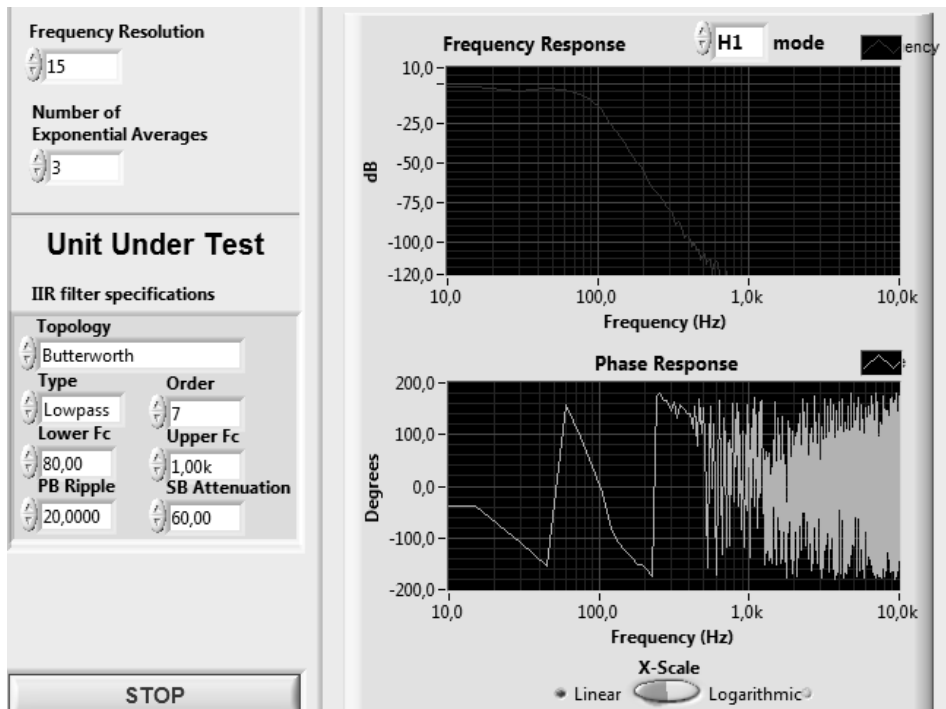 Frequency Resolution
15
Number of
Exponential Averages
3
Unit Under Test
IIR filter specifications
Topology
Butterworth
Type Order
Lowpass 7
Lower Fc Upper Fc
80,00 1,00k
PB Ripple SB Attenuation
20,0000 60,00
STOP
Frequency Response H1 mode ency
10,0
-25,0
-50,0
-75,0
-100,0
-120,0
dB
10,0 100,0 1,0k 10,0k
Frequency (Hz)
Phase Response
200,0
100,0
0,0
-100,0
-200,0
Degrees
10,0 100,0 1,0k 10,0k
Frequency (Hz)
X-Scale
Linear Logarithmic